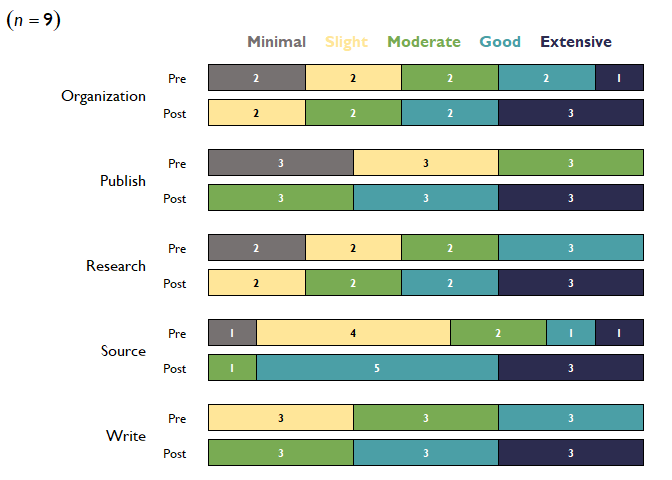 (n = 9)
Minimal Slight Moderate Good Extensive
Organization
Pre 2 2 2 2 1
Post 2 2 2 3
Publish
Pre 3 3 3
Post 3 3 3
Research
Pre 2 2 2 3
Post 2 2 2 3
Source
Pre 1 4 2 1 1
Post 1 5 3
Write
Pre 3 3 3
Post 3 3 3